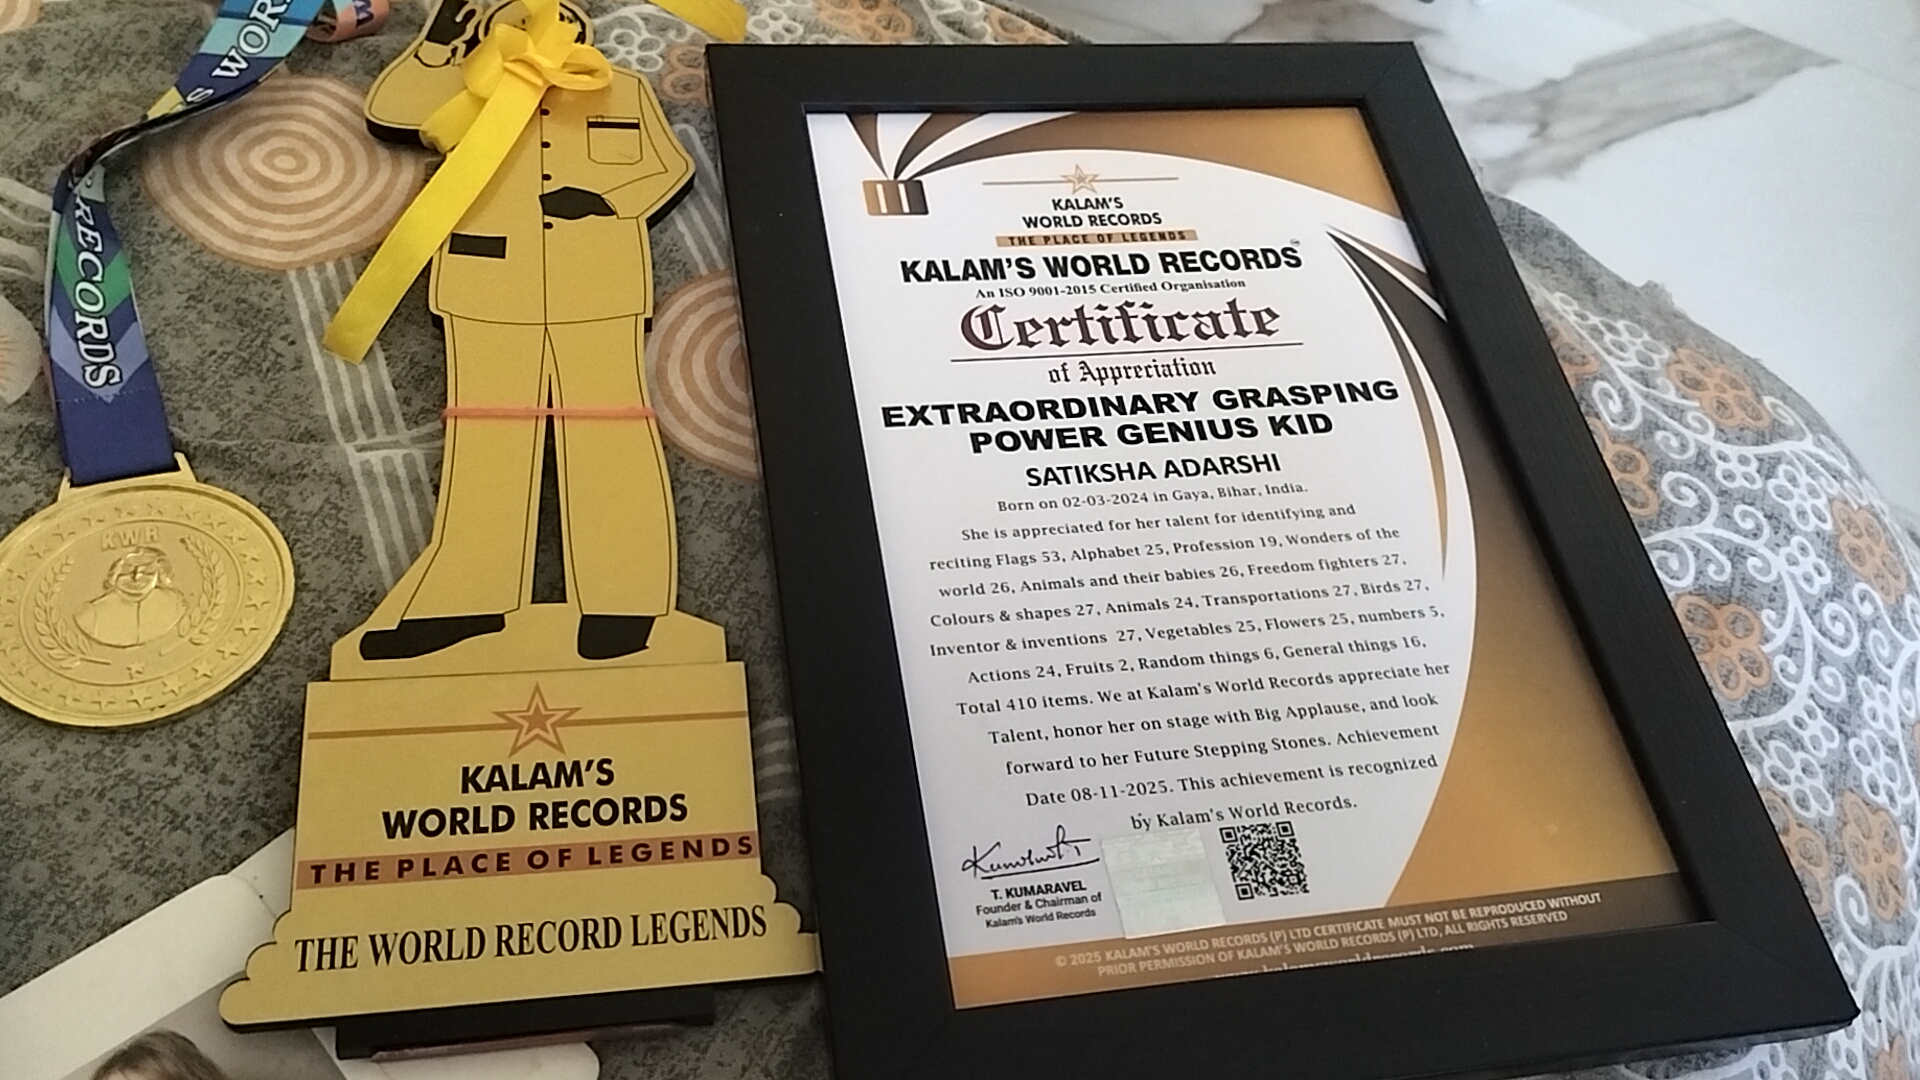 WOR
S
RECORDS
KWR
KALAM'S
WORLD RECORDS
THE PLACE OF LEGENDS
THE WORLD RECORD LEGENDS
KALAM'S
WORLD RECORDS
THE PLACE OF LEGENDS
KALAM'S WORLD RECORDS
An ISO 9001-2015 Certified Organisation
Certificate
of Appreciation
EXTRAORDINARY GRASPING
POWER GENIUS KID
SATIKSHA ADARSHI
Born on 02-03-2024 in Gaya, Bihar, India.
She is appreciated for her talent for identifying and
reciting Flags 53, Alphabet 25, Profession 19, Wonders of the
world 26, Animals and their babies 26, Freedom fighters 27,
Colours & shapes 27, Animals 24, Transportations 27, Birds 27,
Inventor & inventions 27, Vegetables 25, Flowers 25, numbers 5,
Actions 24, Fruits 2, Random things 6, General things 16,
Total 410 items. We at Kalam's World Records appreciate her
Talent, honor her on stage with Big Applause, and look
forward to her Future Stepping Stones. Achievement
Date 08-11-2025. This achievement is recognized
by Kalam's World Records.
T. KUMARAVEL
Founder & Chairman of
Kalam's World Records
© 2025 KALAM'S WORLD RECORDS (P) LTD CERTIFICATE MUST NOT BE REPRODUCED WITHOUT
PRIOR PERMISSION OF KALAM'S WORLD RECORDS (P) LTD, ALL RIGHTS RESERVED
www.kalamsworldrecords.com